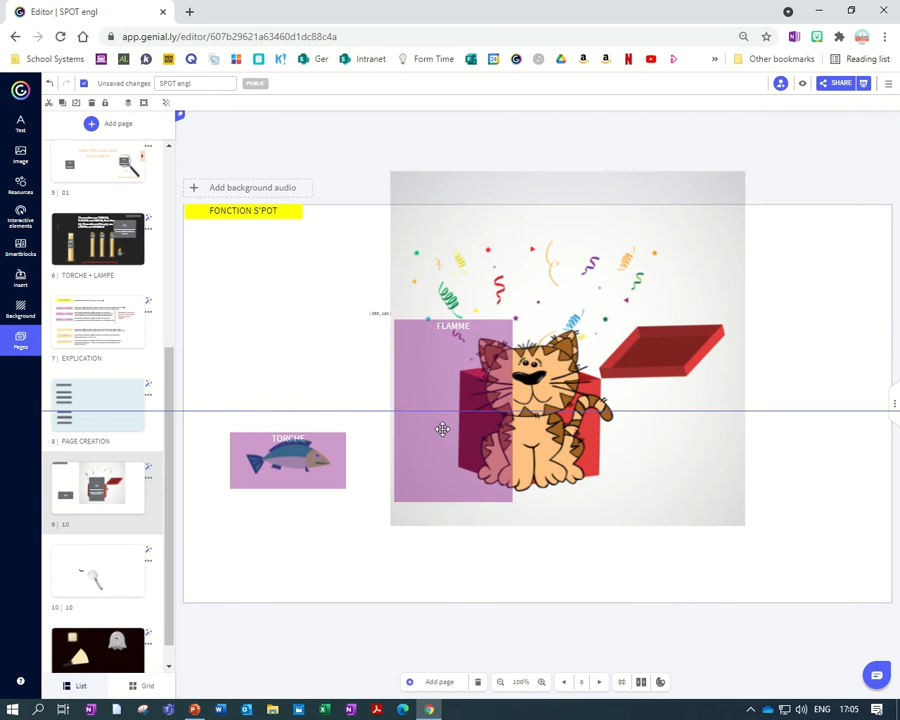 Editor | SPOT engl
app.genial.ly/editor/607b29621a63460d1dc88c4a
School Systems
Ger
Intranet
Form Time
Other bookmarks
Reading list
Unsaved changes
SPOT engl
PUBLIC
SHARE
Text
Image
Resources
Interactive elements
Smartblocks
Insert
Background
Pages
Add page
5 | 01
6 | TORCHE + LAMPE
7 | EXPLICATION
8 | PAGE CREATION
9 | 10
10 | 10
List
Grid
Add background audio
FONCTION S'POT
FLAMME
TORCHE
Add page
100%
9
ENG
17:05